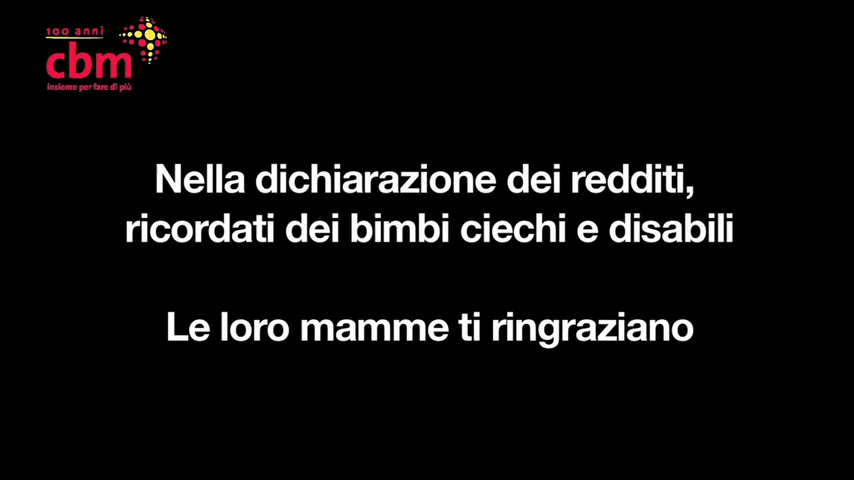 100 anni
cbm
Insieme per fare di più
Nella dichiarazione dei redditi,
ricordati dei bimbi ciechi e disabili
Le loro mamme ti ringraziano